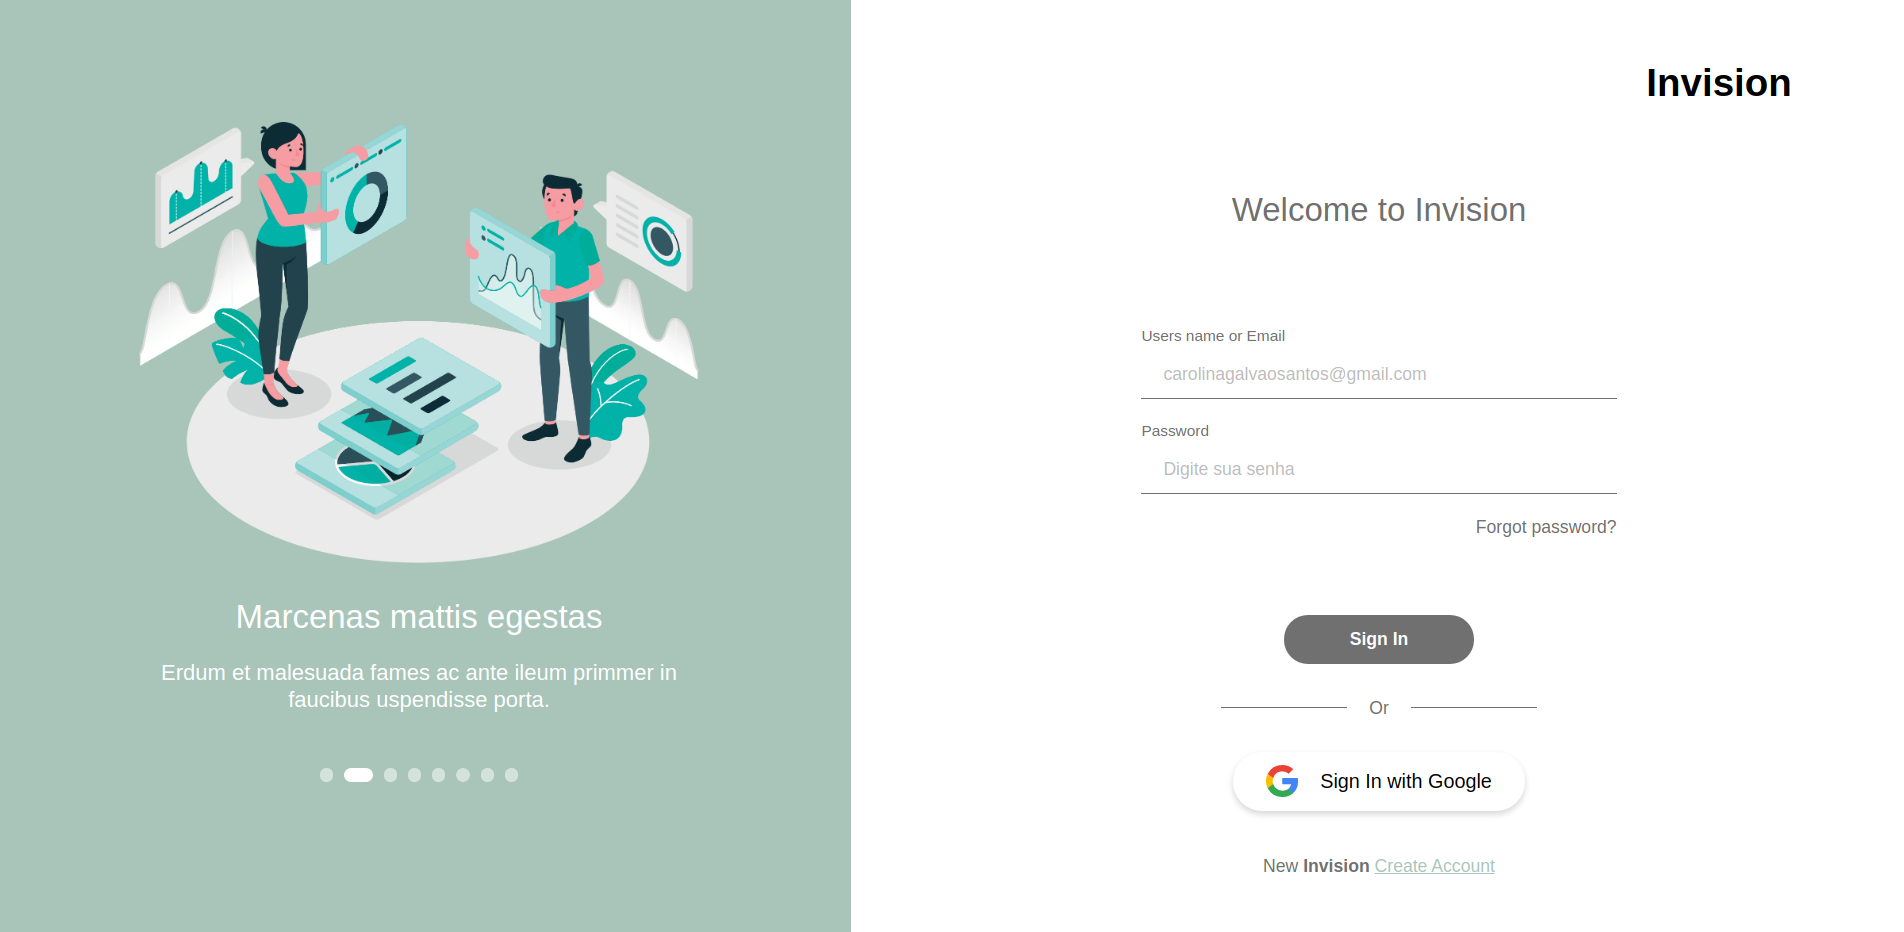 Marcenas mattis egestas
Erdum et malesuada fames ac ante ileum primmer in
faucibus uspendisse porta.
Invision
Welcome to Invision
Users name or Email
carolinagalvaosantos@gmail.com
Password
Digite sua senha
Forgot password?
Sign In
Or
Sign In with Google
New Invision Create Account